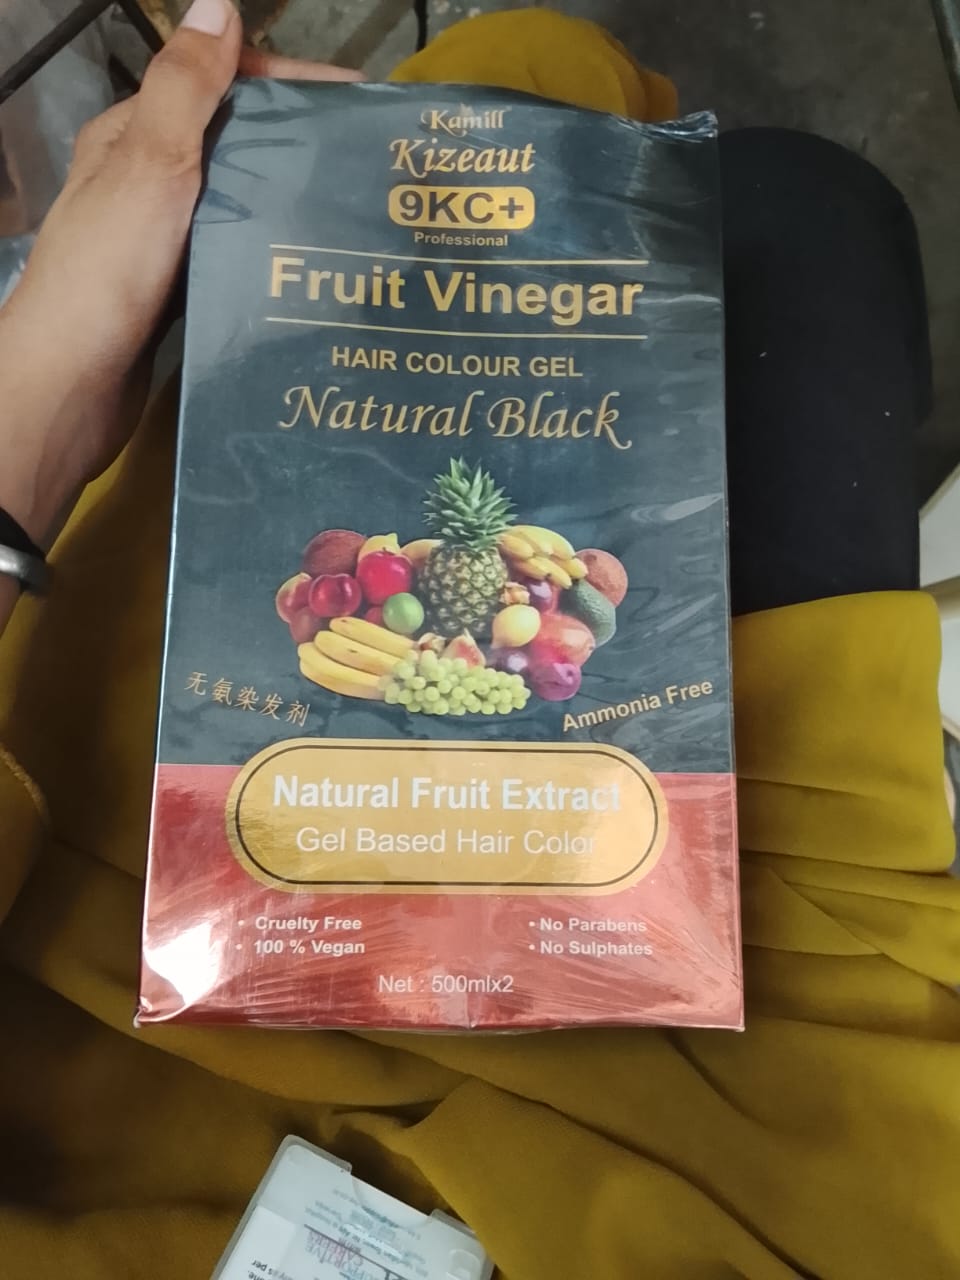 Kamill
Kizeaut
9KC+
Professional
Fruit Vinegar
HAIR COLOUR GEL
Natural Black
无氨染发剂
Ammonia Free
Natural Fruit Extract
Gel Based Hair Color
• Cruelty Free
• 100 % Vegan
• No Parabens
• No Sulphates
Net : 500mlx2